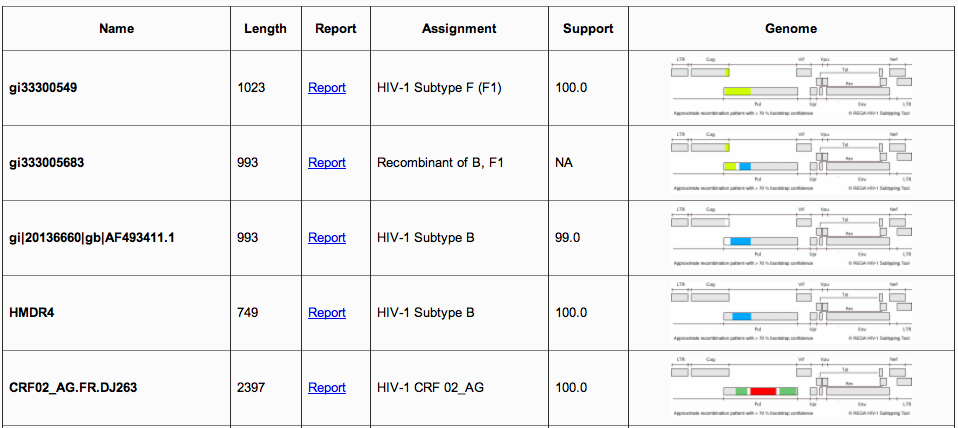 Name Length Report Assignment Support Genome
LTR Gag Vif Vpu Nef
Tat
gi33300549 1023 Report HIV-1 Subtype F (F1) 100.0
Rev
Pol Vpr Env LTR
Approximate recombination pattern with > 70 % bootstrap confidence © REGA HIV-1 Subtyping Tool
LTR Gag Vif Vpu Nef
Tat
gi333005683 993 Report Recombinant of B, F1 NA
Rev
Pol Vpr Env LTR
Approximate recombination pattern with > 70 % bootstrap confidence © REGA HIV-1 Subtyping Tool
LTR Gag Vif Vpu Nef
Tat
gi|20136660|gb|AF493411.1 993 Report HIV-1 Subtype B 99.0
Rev
Pol Vpr Env LTR
Approximate recombination pattern with > 70 % bootstrap confidence © REGA HIV-1 Subtyping Tool
LTR Gag Vif Vpu Nef
Tat
HMDR4 749 Report HIV-1 Subtype B 100.0
Rev
Pol Vpr Env LTR
Approximate recombination pattern with > 70 % bootstrap confidence © REGA HIV-1 Subtyping Tool
LTR Gag Vif Vpu Nef
Tat
CRF02_AG.FR.DJ263 2397 Report HIV-1 CRF 02_AG 100.0
Rev
Pol Vpr Env LTR
Approximate recombination pattern with > 70 % bootstrap confidence © REGA HIV-1 Subtyping Tool